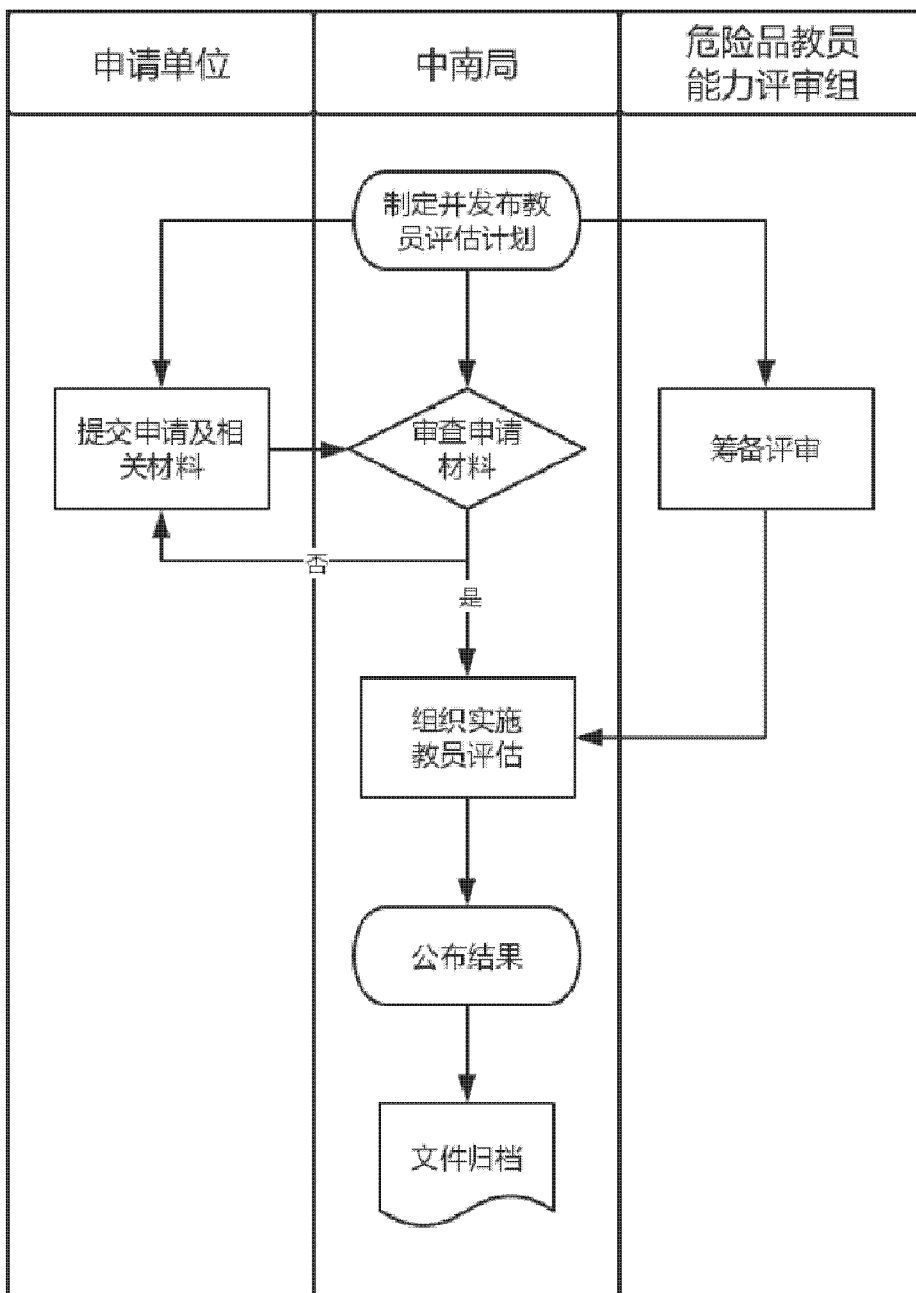 申请单位
中南局
危险品教员
能力评审组
制定并发布教
员评估计划
提交申请及相
关材料
审查申请
材料
筹备评审
否
是
组织实施
教员评估
公布结果
文件归档